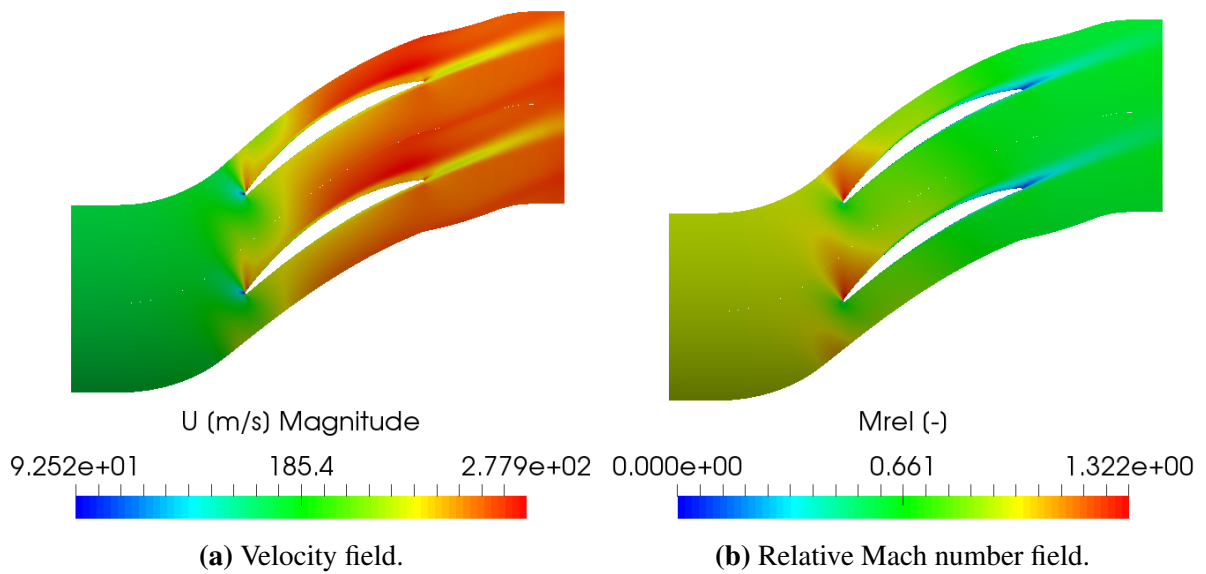 U (m/s) Magnitude
9.252e+01 185.4 2.779e+02
(a) Velocity field.
Mrel (-)
0.000e+00 0.661 1.322e+00
(b) Relative Mach number field.